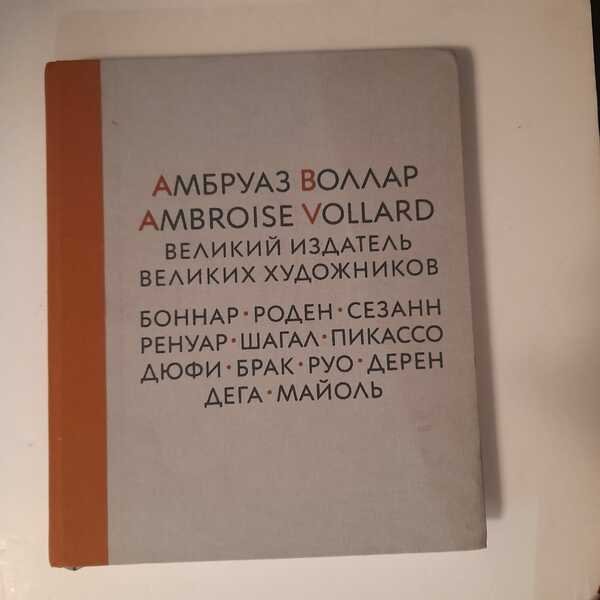 АМБРУАЗ ВОЛЛАР
AMBROISE VOLLARD
ВЕЛИКИЙ ИЗДАТЕЛЬ
ВЕЛИКИХ ХУДОЖНИКОВ
БОННАР · РОДЕН · СЕЗАНН
РЕНУАР · ШАГАЛ · ПИКАССО
ДЮФИ · БРАК · РУО · ДЕРЕН
ДЕГА · МАЙОЛЬ